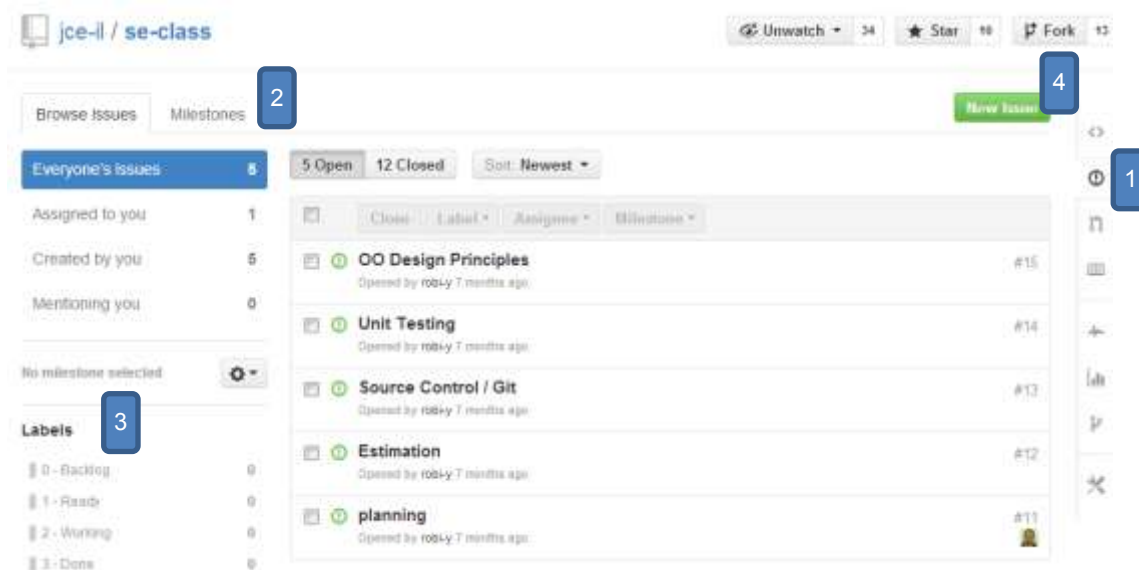 jce-il / se-class
Unwatch 34 Star 10 Fork 13
4
2
Browse Issues Milestones New Issue
1
Everyone's Issues 5 5 Open 12 Closed Sort: Newest
Assigned to you 1 Close Label Assignee Milestone
Created by you 5 OO Design Principles #15
Opened by robi-y 7 months ago
Mentioning you 0
Unit Testing #14
Opened by robi-y 7 months ago
No milestone selected
Source Control / Git #13
Opened by robi-y 7 months ago
3
Labels
Estimation #12
Opened by robi-y 7 months ago
0 - Backlog 0
1 - Ready 0
planning #11
2 - Working 0
Opened by robi-y 7 months ago
3 - Done 0